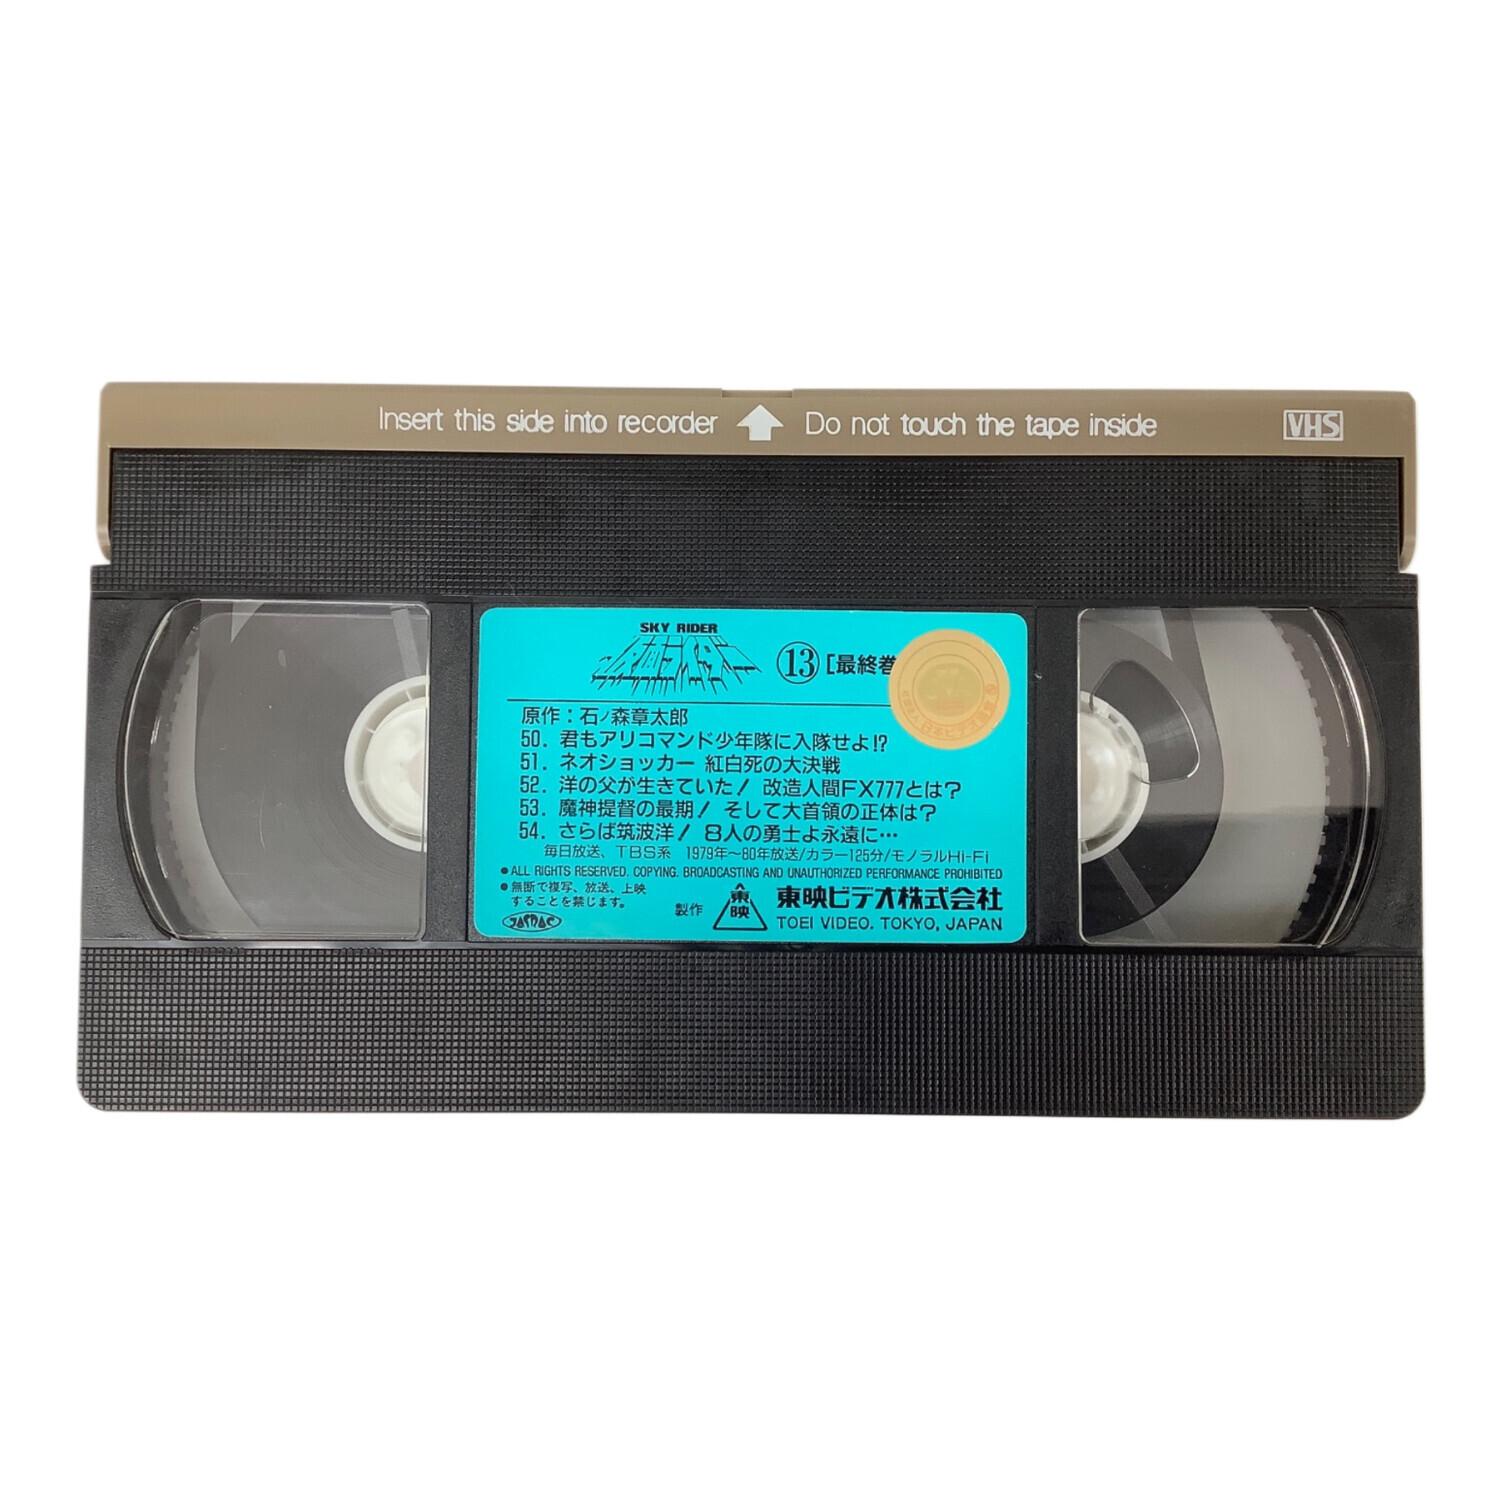 Insert this side into recorder Do not touch the tape inside VHS
SKY RIDER
仮面ライダー ⑬ [最終巻
原作：石ノ森章太郎
50. 君もアリコマンド少年隊に入隊せよ!?
51. ネオショッカー 紅白死の大決戦
52. 洋の父が生きていた! 改造人間FX777とは?
53. 魔神提督の最期! そして大首領の正体は?
54. さらば筑波洋! 8人の勇士よ永遠に…
毎日放送、TBS系 1979年〜80年放送/カラー125分/モノラルHi-Fi
● ALL RIGHTS RESERVED. COPYING. BROADCASTING AND UNAUTHORIZED PERFORMANCE PROHIBITED
● 無断で複写、放送、上映
することを禁じます。
JASRAC
製作 東映 東映ビデオ株式会社
TOEI VIDEO. TOKYO, JAPAN